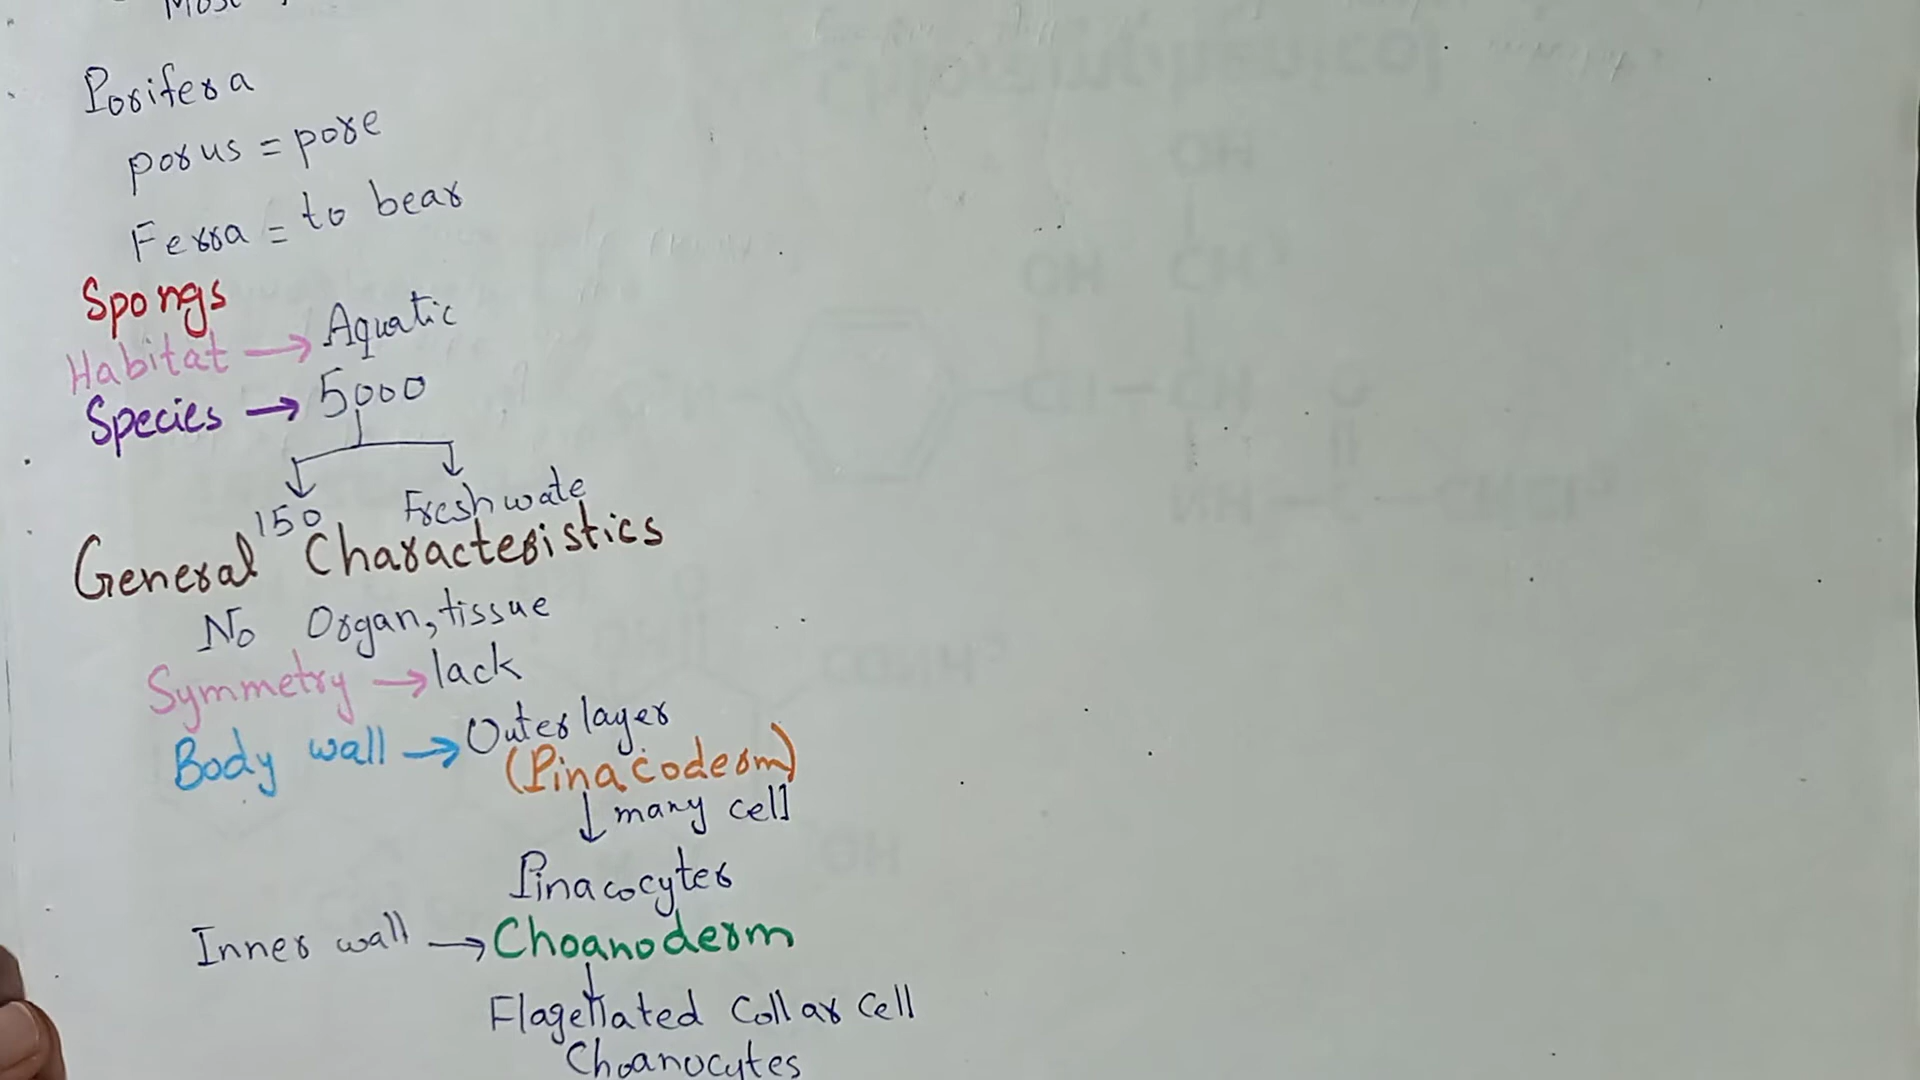 Porifera
porus = pore
Ferra = to bear
Spongs
Habitat → Aquatic
Species → 5000
150 Freshwate
General Characteristics
No Organ, tissue
Symmetry → lack
Body wall → Outer layer
(Pinacoderm)
↓ many cell
Pinacocytes
Inner wall → Choanoderm
Flagellated Collar Cell
Choanocytes